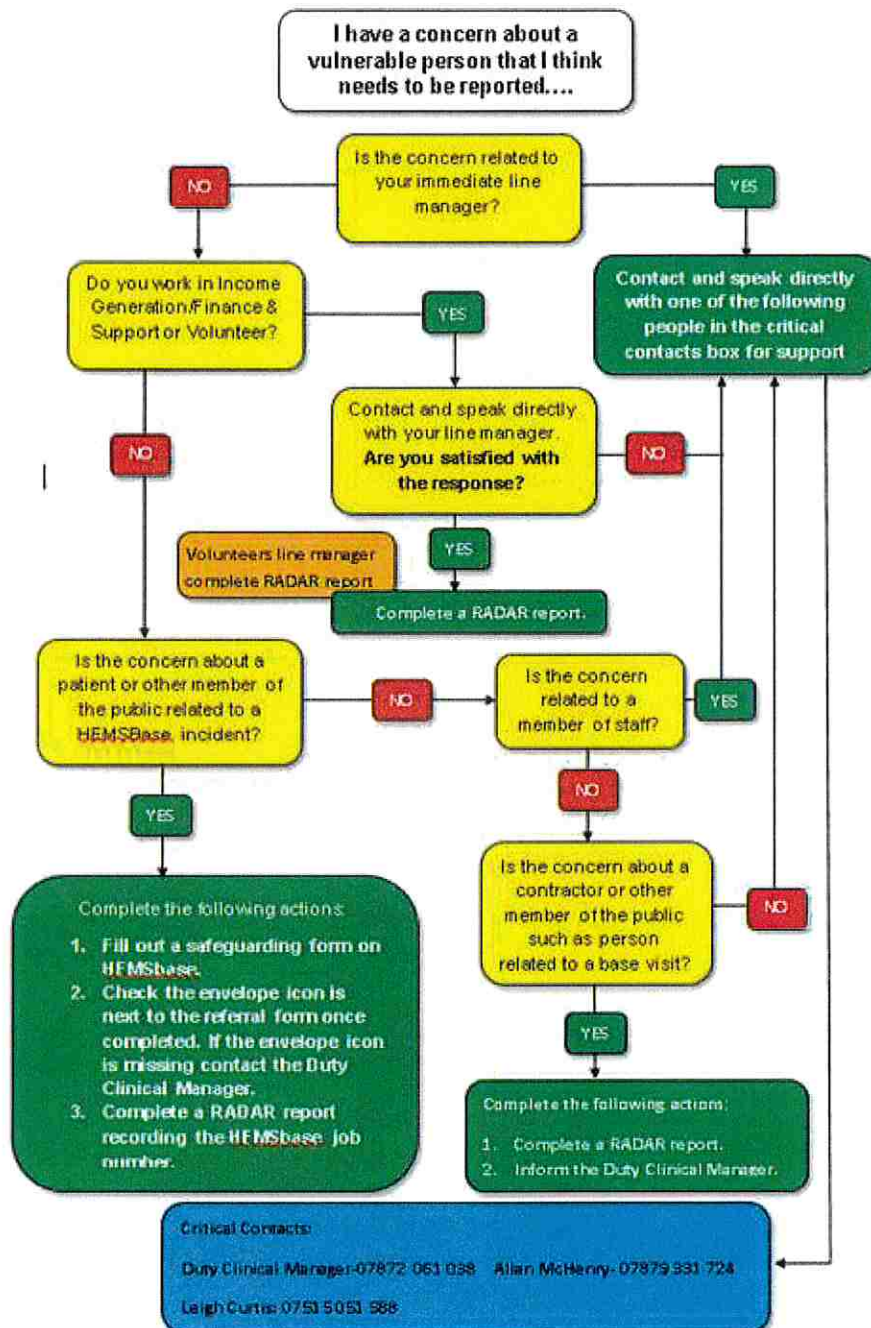 I have a concern about a
vulnerable person that I think
needs to be reported....
Is the concern related to
your immediate line
manager?
NO
YES
Do you work in Income
Generation/Finance &
Support or Volunteer?
YES
Contact and speak directly
with one of the following
people in the critical
contacts box for support
NO
Contact and speak directly
with your line manager.
Are you satisfied with
the response?
NO
YES
Volunteers line manager
complete RADAR report
Complete a RADAR report.
Is the concern about a
patient or other member of
the public related to a
HEMSBase incident?
NO
Is the concern
related to a
member of staff?
YES
YES
NO
Is the concern about a
contractor or other
member of the public
such as person
related to a base visit?
NO
YES
Complete the following actions:
1. Fill out a safeguarding form on
HEMSbase.
2. Check the envelope icon is
next to the referral form once
completed. If the envelope icon
is missing contact the Duty
Clinical Manager.
3. Complete a RADAR report
recording the HEMSbase job
number.
Complete the following actions:
1. Complete a RADAR report.
2. Inform the Duty Clinical Manager.
Critical Contacts:
Duty Clinical Manager-07872 061 038 Allan McHenry- 07879 331 724
Leigh Curtis: 0751 5051 588